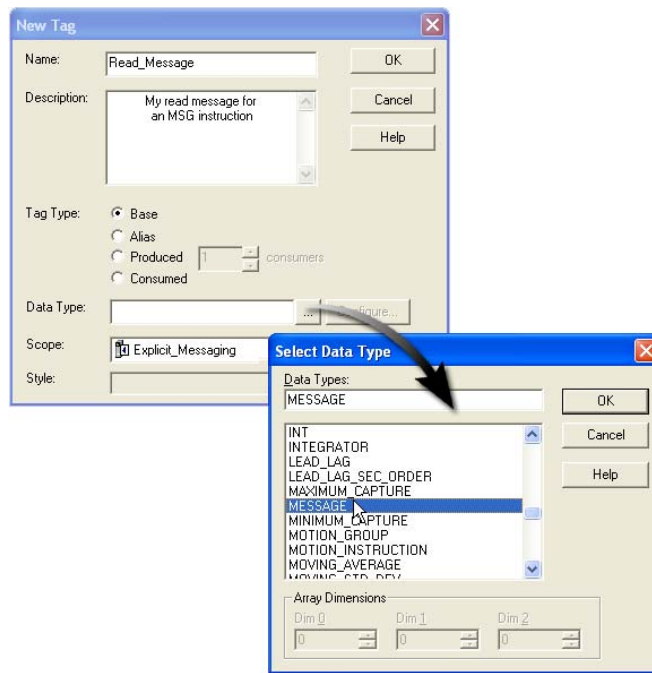 New Tag
Name:
Read_Message
OK
Description:
My read message for
an MSG instruction
Cancel
Help
Tag Type:
Base
Alias
Produced
1
consumers
Consumed
Data Type:
...
Configure...
Scope:
Explicit_Messaging
Style:
Select Data Type
Data Types:
MESSAGE
OK
Cancel
Help
INT
INTEGRATOR
LEAD_LAG
LEAD_LAG_SEC_ORDER
MAXIMUM_CAPTURE
MESSAGE
MINIMUM_CAPTURE
MOTION_GROUP
MOTION_INSTRUCTION
MOVING_AVERAGE
MOVING_STD_DEV
Array Dimensions
Dim 0 Dim 1 Dim 2
0 0 0